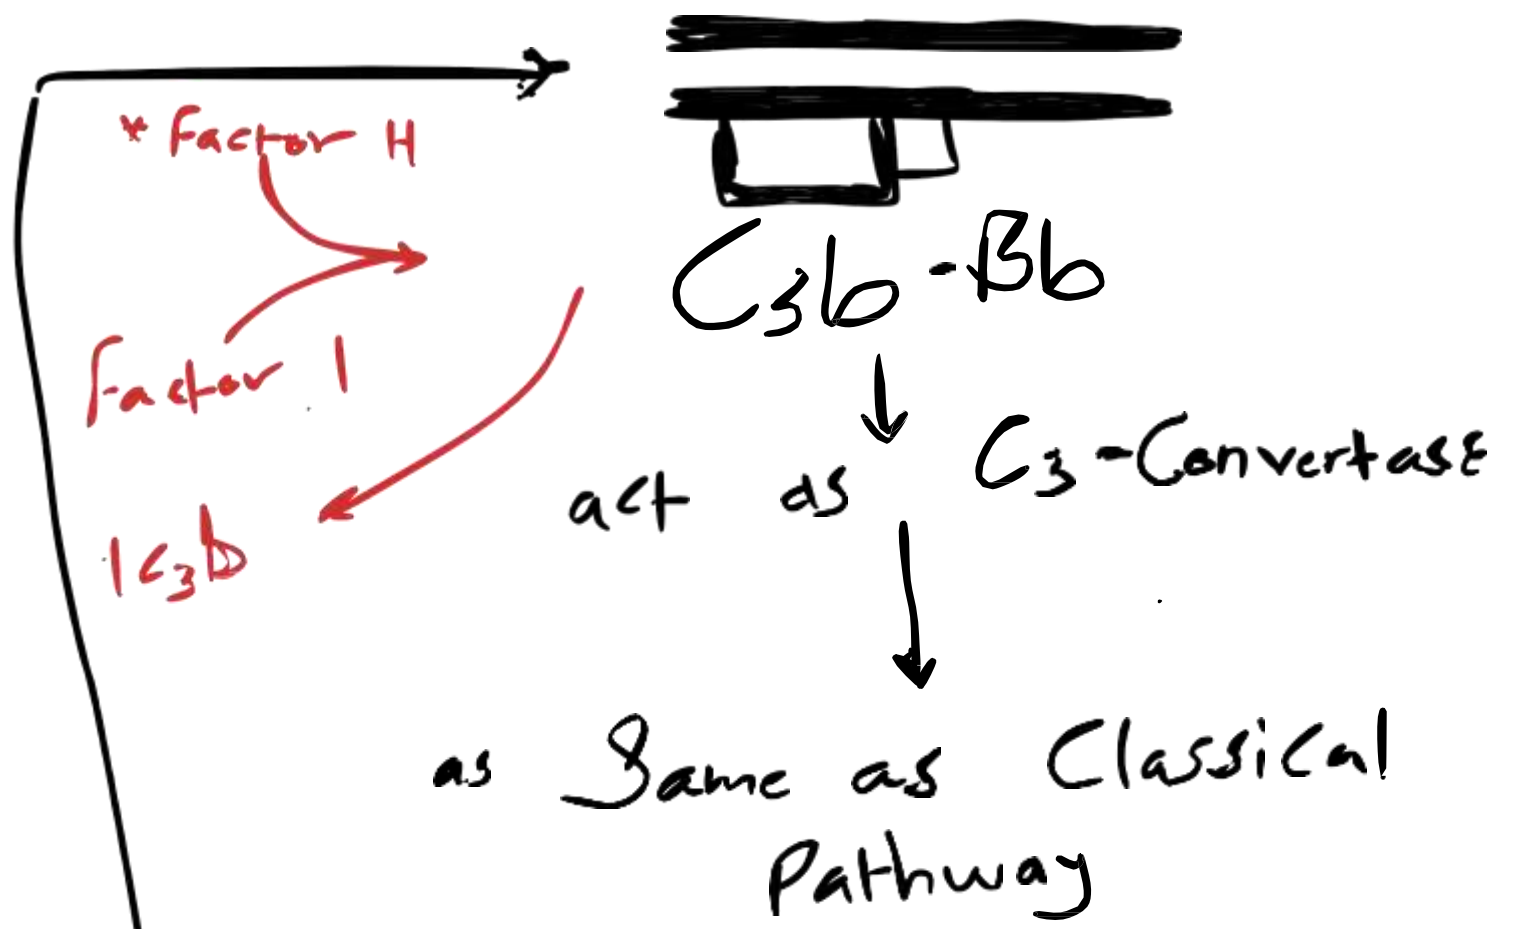 * Factor H
C3b-Bb
Factor I
act as C3-Convertase
IC3b
as Same as Classical
Pathway